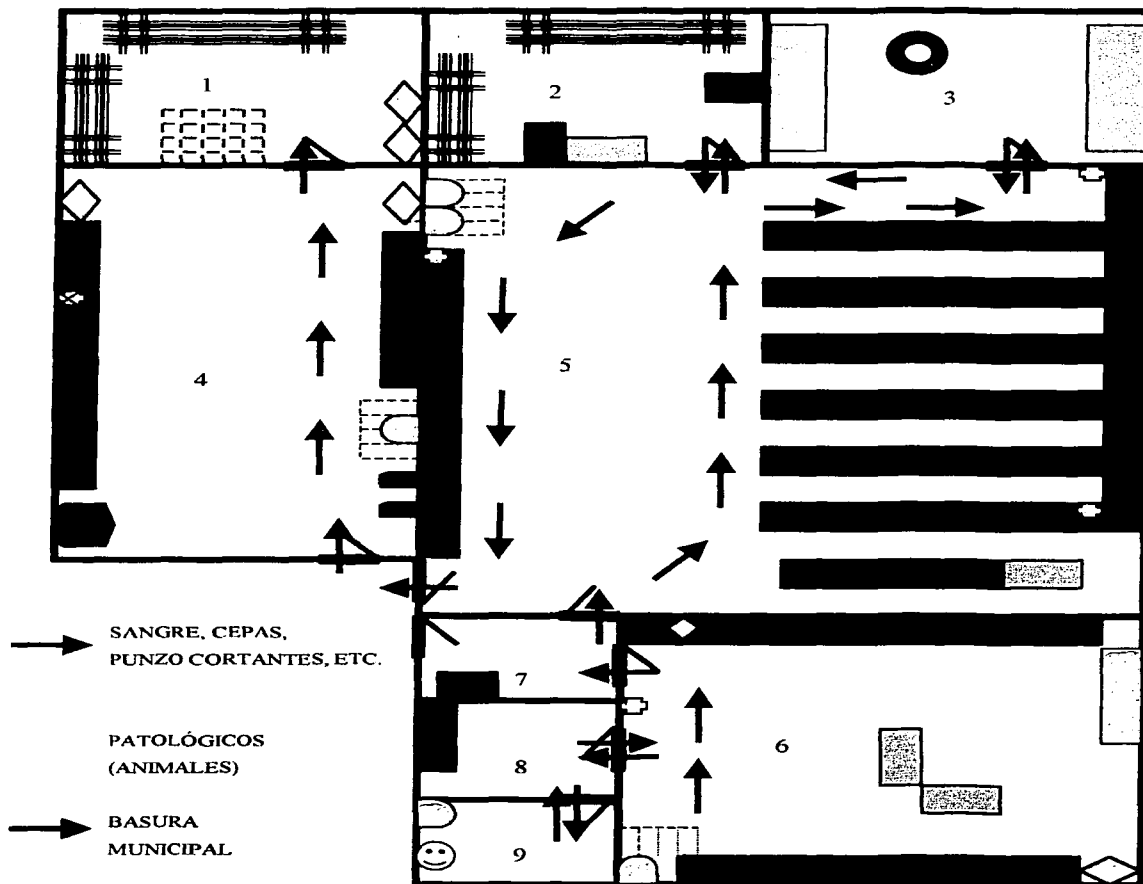 1
2
3
4
5
6
7
8
9
SANGRE, CEPAS,
PUNZO CORTANTES, ETC.
PATOLÓGICOS
(ANIMALES)
BASURA
MUNICIPAL